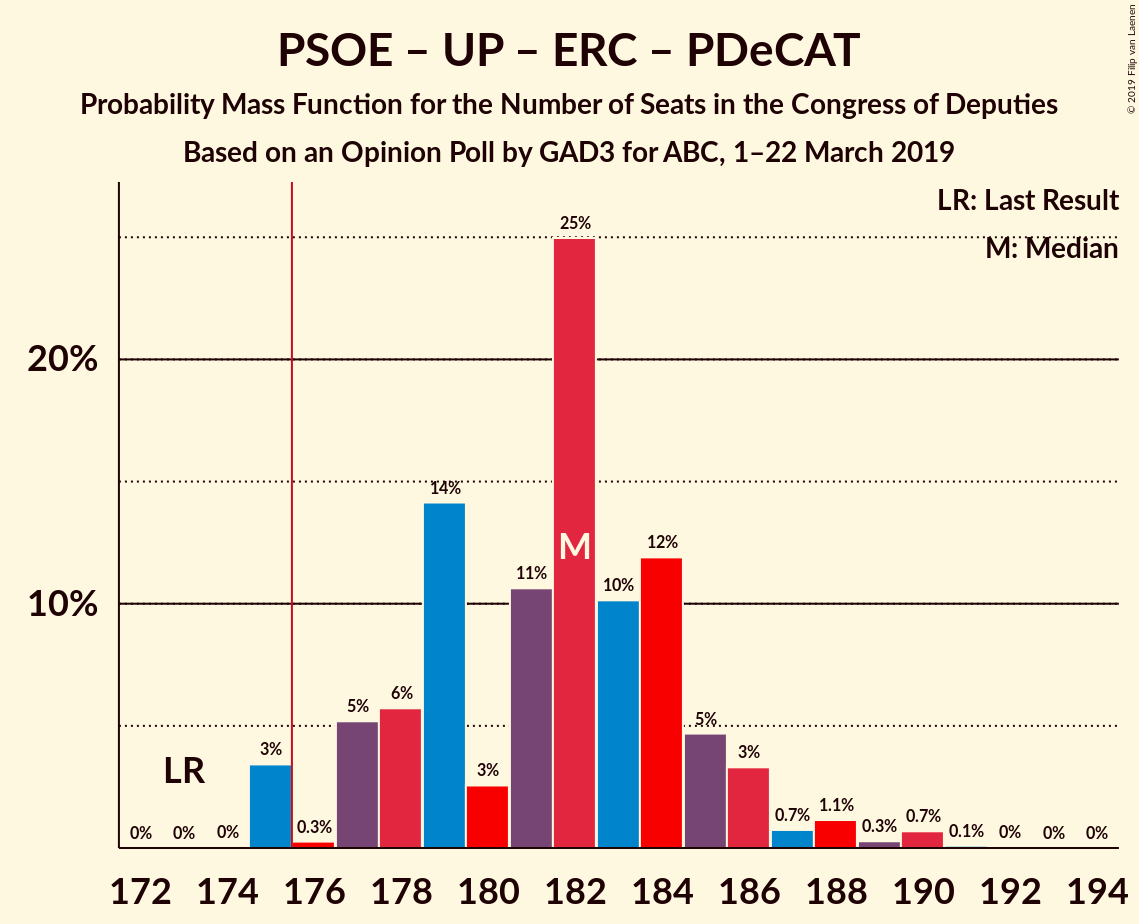 PSOE – UP – ERC – PDeCAT
Probability Mass Function for the Number of Seats in the Congress of Deputies
Based on an Opinion Poll by GAD3 for ABC, 1–22 March 2019
© 2019 Filip van Laenen
LR: Last Result
M: Median
20%
10%
0% 0% 0% 3% 0.3% 5% 6% 14% 3% 11% 25% 10% 12% 5% 3% 0.7% 1.1% 0.3% 0.7% 0.1% 0% 0% 0%
LR
M
172 174 176 178 180 182 184 186 188 190 192 194